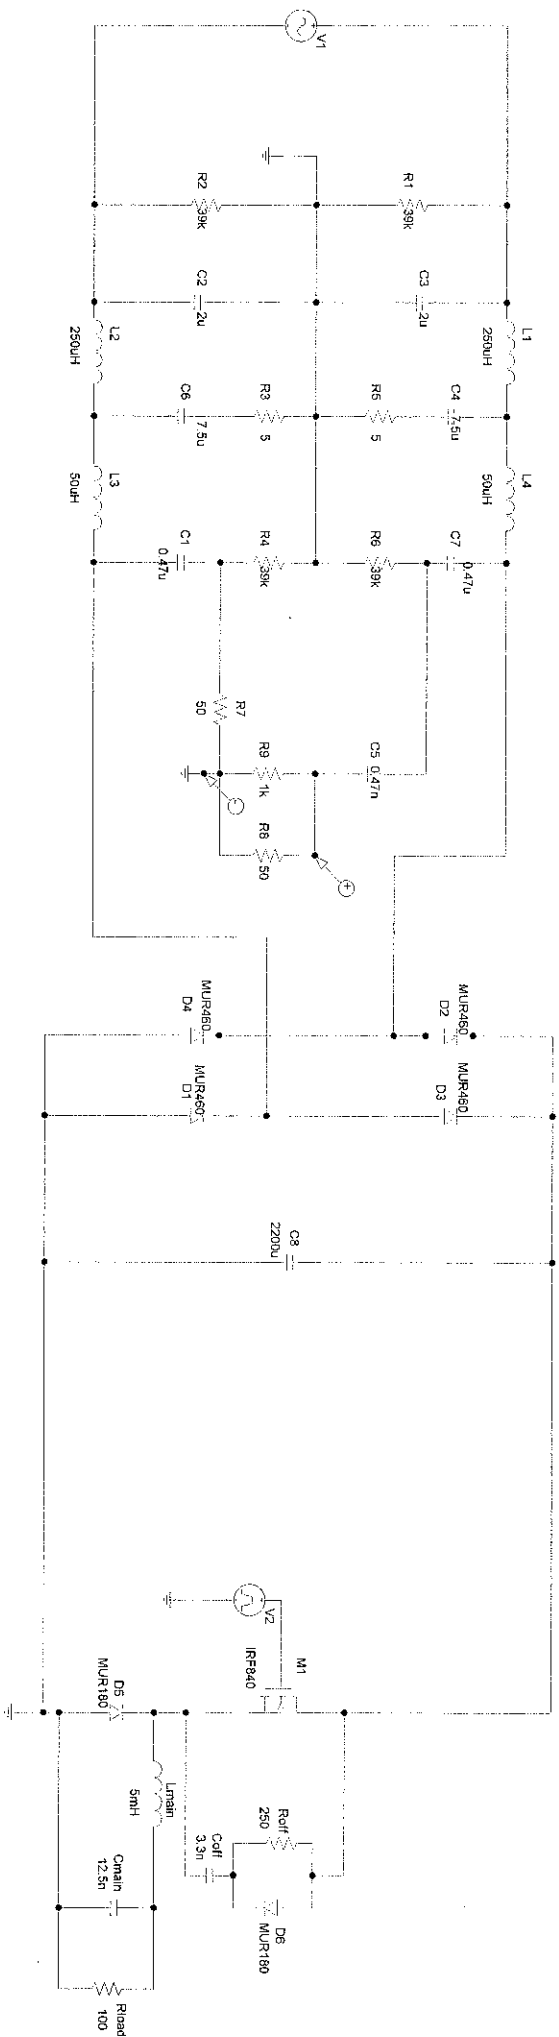 V1
R2
39k
R1
39k
C2
2u
C3
2u
L2
250uH
L1
250uH
C6
7.5u
R3
5
R5
5
C4
7.5u
L3
50uH
L4
50uH
C1
0.47u
R4
39k
R6
39k
C7
0.47u
R7
50
R9
1k
C5
0.47n
R8
50
-
+
MUR460
D4
MUR460
D2
MUR460
D1
MUR460
D3
C8
2200u
V2
M1
IRF840
D5
MUR180
Lmain
5mH
Roff
250
Coff
3.3n
D6
MUR180
Cmain
12.5n
Rload
100